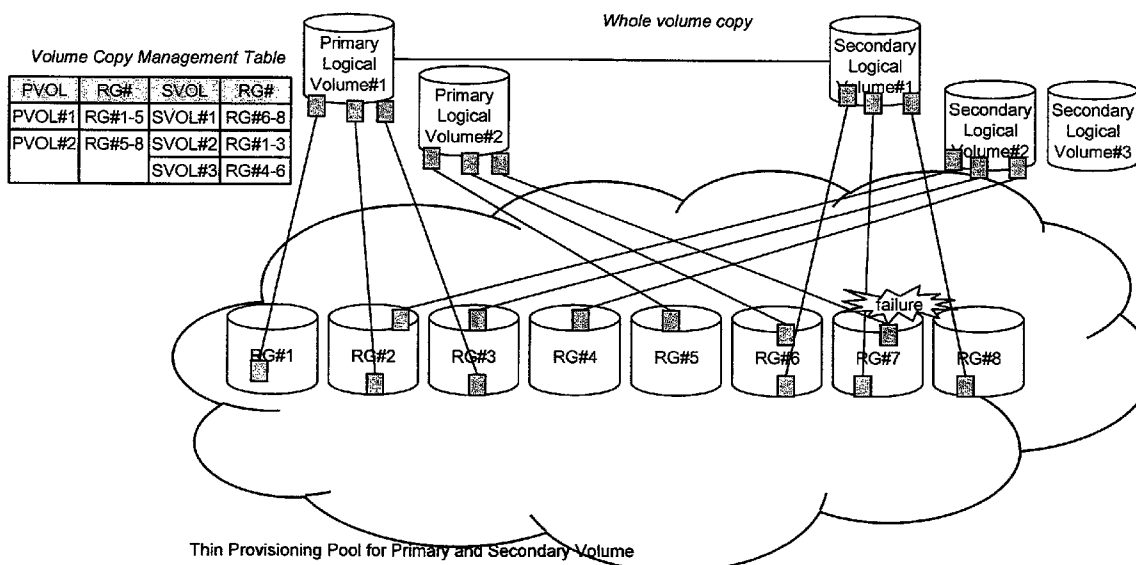 Whole volume copy
Volume Copy Management Table
PVOL RG# SVOL RG#
PVOL#1 RG#1-5 SVOL#1 RG#6-8
PVOL#2 RG#5-8 SVOL#2 RG#1-3
SVOL#3 RG#4-6
Primary
Logical
Volume#1
Primary
Logical
Volume#2
Secondary
Logical
Volume#1
Secondary
Logical
Volume#2
Secondary
Logical
Volume#3
failure
RG#1
RG#2
RG#3
RG#4
RG#5
RG#6
RG#7
RG#8
Thin Provisioning Pool for Primary and Secondary Volume